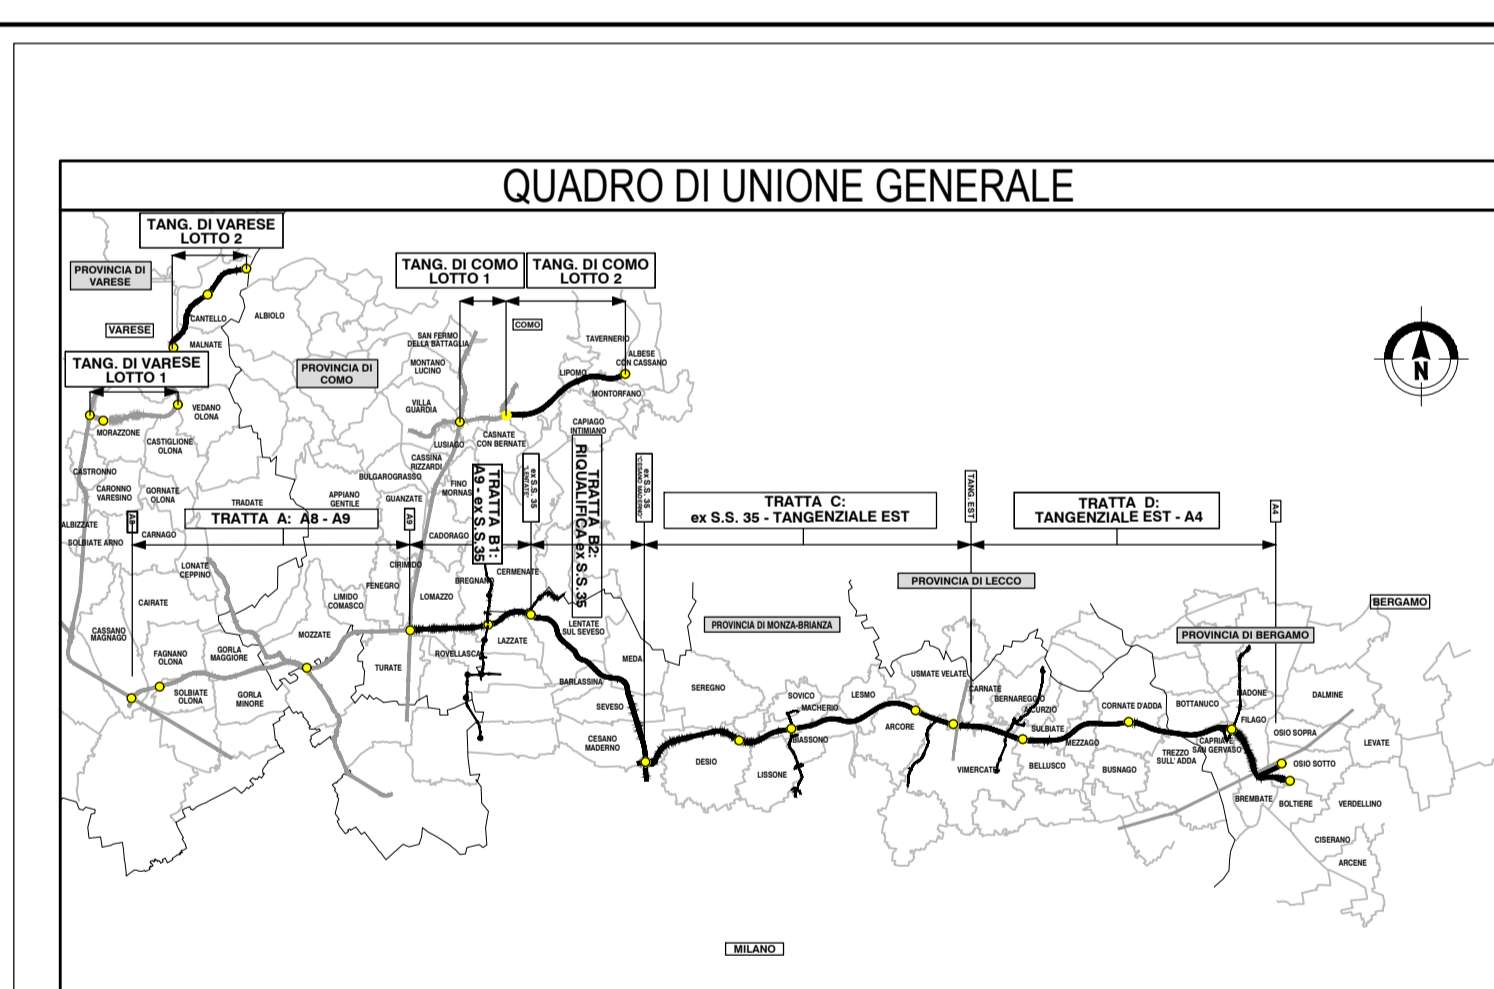 QUADRO DI UNIONE GENERALE
TANG. DI VARESE
LOTTO 2
PROVINCIA DI
VARESE
CANTELLO
ALBIOLO
VARESE
MALNATE
TANG. DI VARESE
LOTTO 1
VEDANO
OLONA
MORAZZONE
CASTIGLIONE
OLONA
PROVINCIA DI
COMO
TANG. DI COMO
LOTTO 1
TANG. DI COMO
LOTTO 2
COMO
SAN FERMO
DELLA BATTAGLIA
TAVERNERIO
MONTANO
LUCINO
ALBESE
CON CASSANO
LIPOMO
MONTORFANO
VILLA
GUARDIA
CAPIAGO
INTIMIANO
LUSIAGO
CASNATE
CON BERNATE
CASSINA
RIZZARDI
BULGAROGRASSO
FINO
MORNAS
CASTRONNO
CARONNO
VARESINO
GORNATE
OLONA
TRADATE
APPIANO
GENTILE
GUANZATE
ALBIZZATE
SOLBIATE ARNO
CARNAGO
A8
TRATTA A: A8 - A9
A9
CADORAGO
TRATTA B1:
A9 - ex S.S.35
ex S.S. 35
"LENTATE"
TRATTA B2:
RIQUALIFICA ex S.S.35
ex S.S. 35
"CESANO MADERNO"
TRATTA C:
ex S.S. 35 - TANGENZIALE EST
TANG. EST
TRATTA D:
TANGENZIALE EST - A4
A4
N
LONATE
CEPPINO
CIRIMIDO
FENEGRO
BREGNANO
CERMENATE
LIMIDO
COMASCO
LOMAZZO
CAIRATE
CASSANO
MAGNAGO
MOZZATE
LAZZATE
LENTATE
SUL SEVESO
FAGNANO
OLONA
GORLA
MAGGIORE
TURATE
ROVELLASCA
MEDA
SOLBIATE
OLONA
GORLA
MINORE
BARLASSINA
SEVESO
CESANO
MADERNO
PROVINCIA DI LECCO
PROVINCIA DI MONZA-BRIANZA
BERGAMO
PROVINCIA DI BERGAMO
SEREGNO
SOVICO
MACHERIO
LESMO
USMATE VELATE
CARNATE
BERNAREGGIO
AICURZIO
CORNATE D'ADDA
BOTTANUCO
MADONE
DALMINE
FILAGO
ARCORE
SULBIATE
BIASSONO
MEZZAGO
CAPRIATE
SAN GERVASO
OSIO SOPRA
LEVATE
DESIO
LISSONE
VIMERCATE
BELLUSCO
BUSNAGO
TREZZO
SULL' ADDA
OSIO SOTTO
BREMBATE
BOLTIERE
VERDELLINO
CISERANO
ARCENE
MILANO